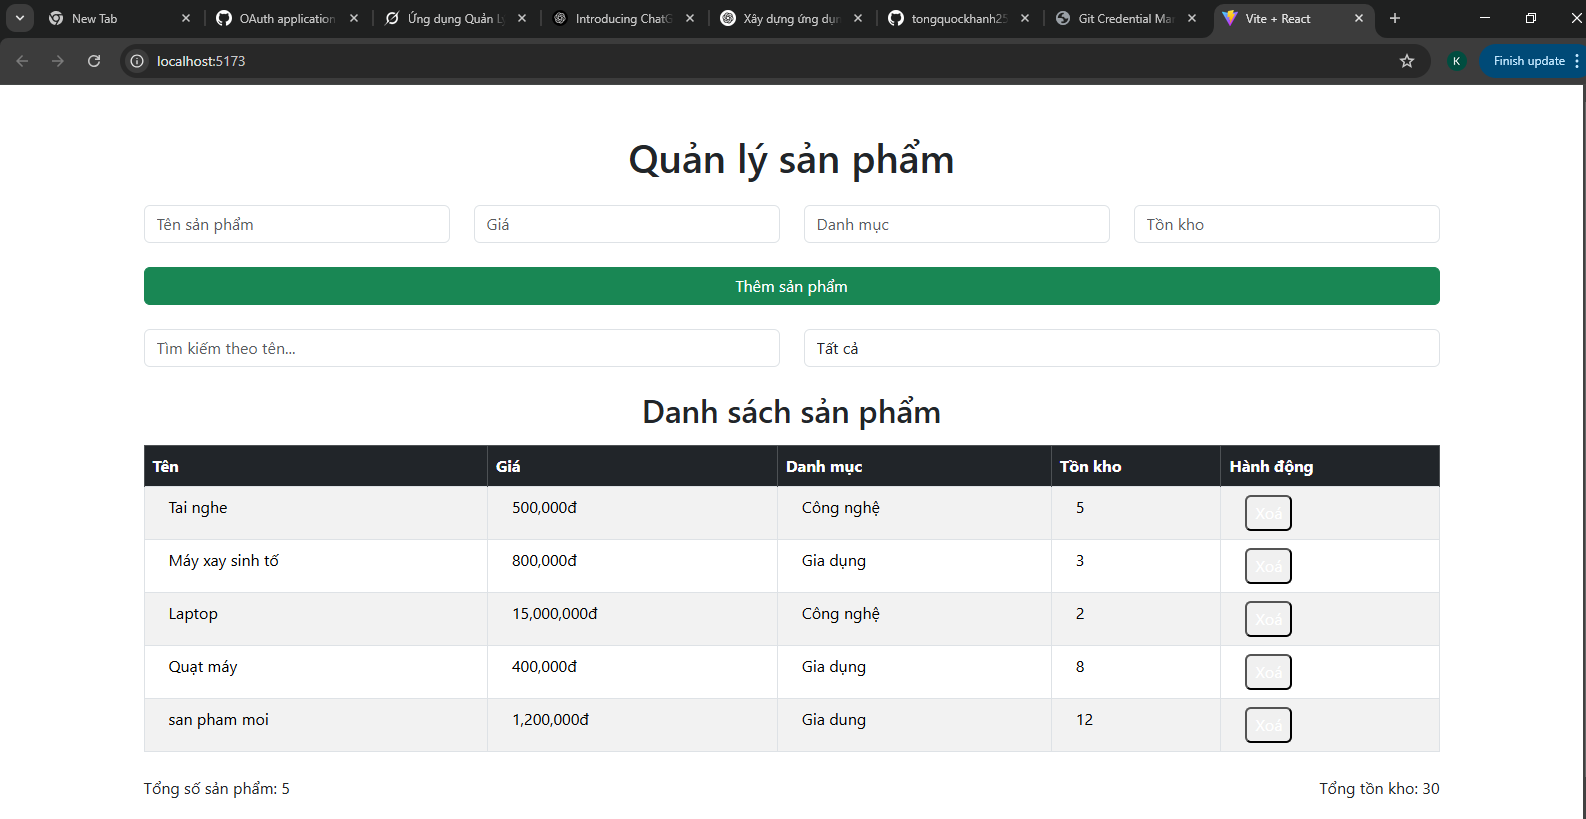 New Tab
OAuth application
Ứng dụng Quản Lý
Introducing ChatG
Xây dựng ứng dụn
tongquockhanh25
Git Credential Ma
Vite + React
localhost:5173
K
Finish update
Quản lý sản phẩm
Tên sản phẩm Giá Danh mục Tồn kho
Thêm sản phẩm
Tìm kiếm theo tên... Tất cả
Danh sách sản phẩm
Tên Giá Danh mục Tồn kho Hành động
Tai nghe 500,000đ Công nghệ 5 Xoá
Máy xay sinh tố 800,000đ Gia dụng 3 Xoá
Laptop 15,000,000đ Công nghệ 2 Xoá
Quạt máy 400,000đ Gia dụng 8 Xoá
san pham moi 1,200,000đ Gia dung 12 Xoá
Tổng số sản phẩm: 5 Tổng tồn kho: 30